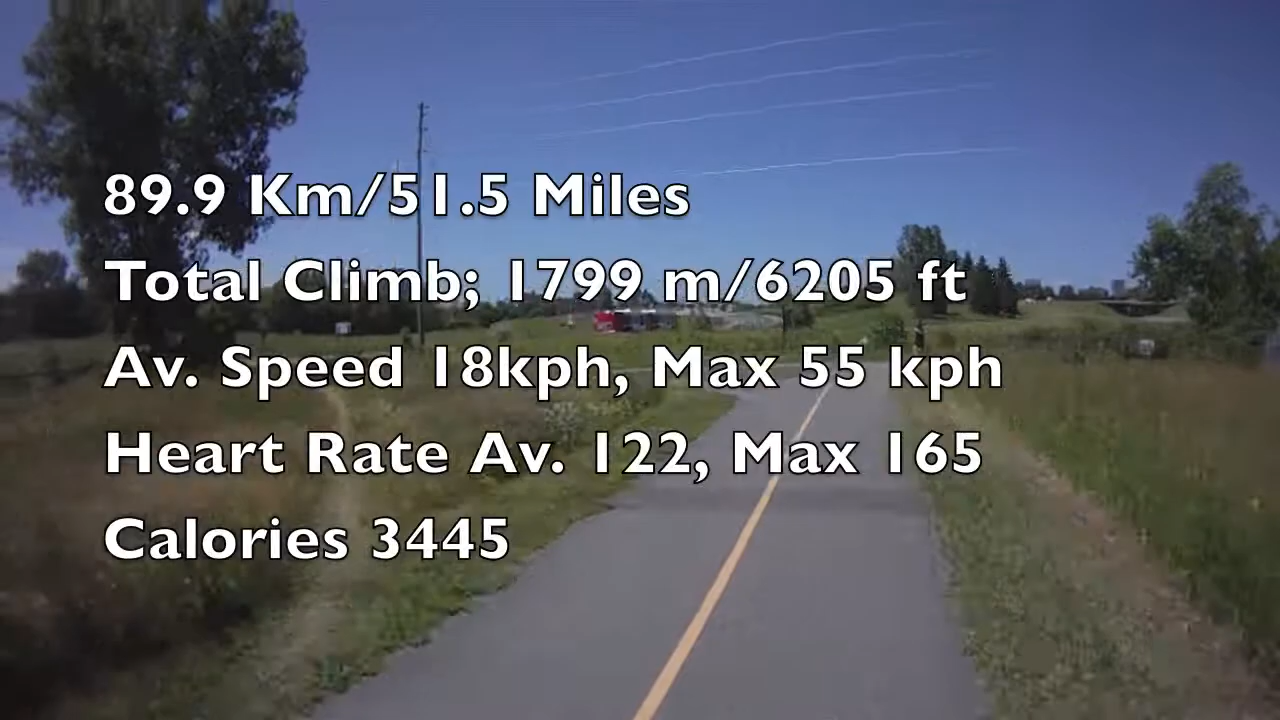 89.9 Km/51.5 Miles
Total Climb; 1799 m/6205 ft
Av. Speed 18kph, Max 55 kph
Heart Rate Av. 122, Max 165
Calories 3445